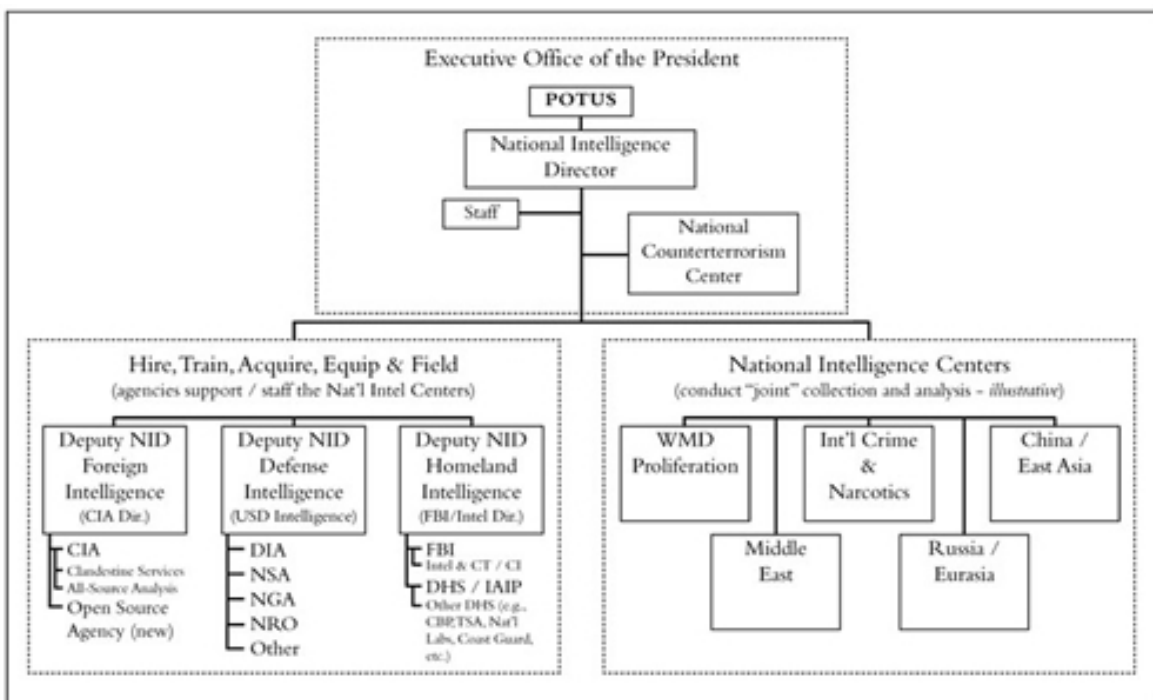 Executive Office of the President
POTUS
National Intelligence
Director
Staff
National
Counterterrorism
Center
Hire, Train, Acquire, Equip & Field
(agencies support / staff the Nat'l Intel Centers)
Deputy NID
Foreign
Intelligence
(CIA Dir.)
CIA
Clandestine Services
All-Source Analysis
Open Source
Agency (new)
Deputy NID
Defense
Intelligence
(USD Intelligence)
DIA
NSA
NGA
NRO
Other
Deputy NID
Homeland
Intelligence
(FBI/Intel Dir.)
FBI
Intel & CT / CI
DHS / IAIP
Other DHS (e.g.,
CBP,TSA, Nat'l
Labs, Coast Guard,
etc.)
National Intelligence Centers
(conduct "joint" collection and analysis – illustrative)
WMD
Proliferation
Int'l Crime
&
Narcotics
China /
East Asia
Middle
East
Russia /
Eurasia